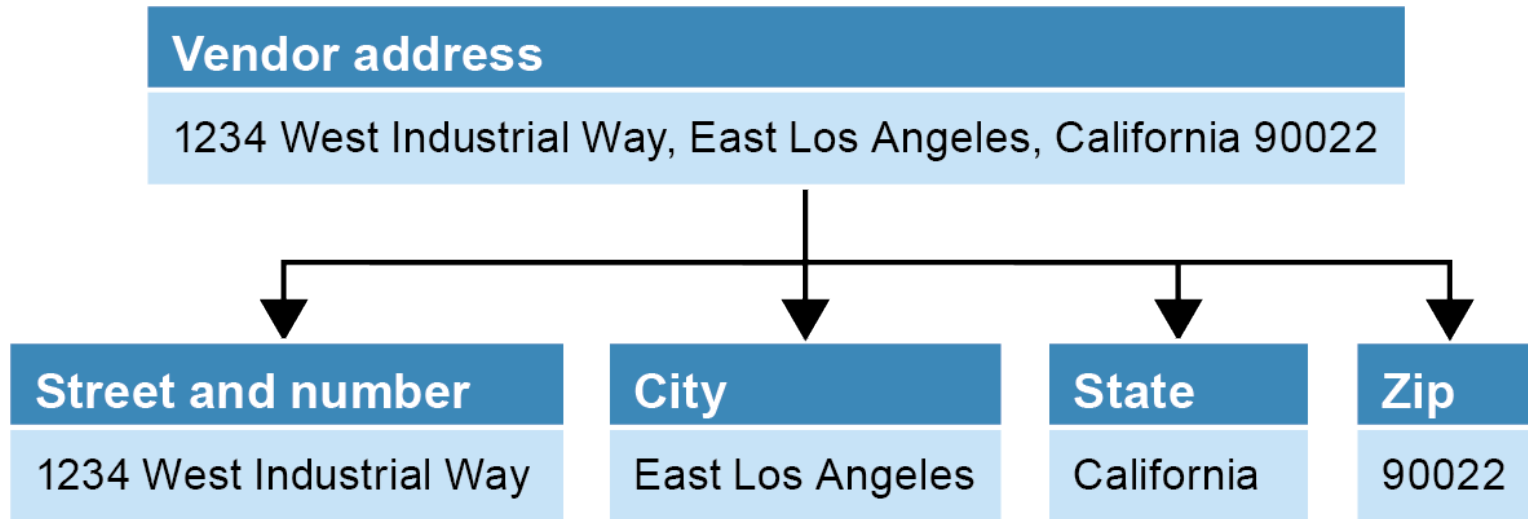 Vendor address
1234 West Industrial Way, East Los Angeles, California 90022
Street and number
1234 West Industrial Way
City
East Los Angeles
State
California
Zip
90022